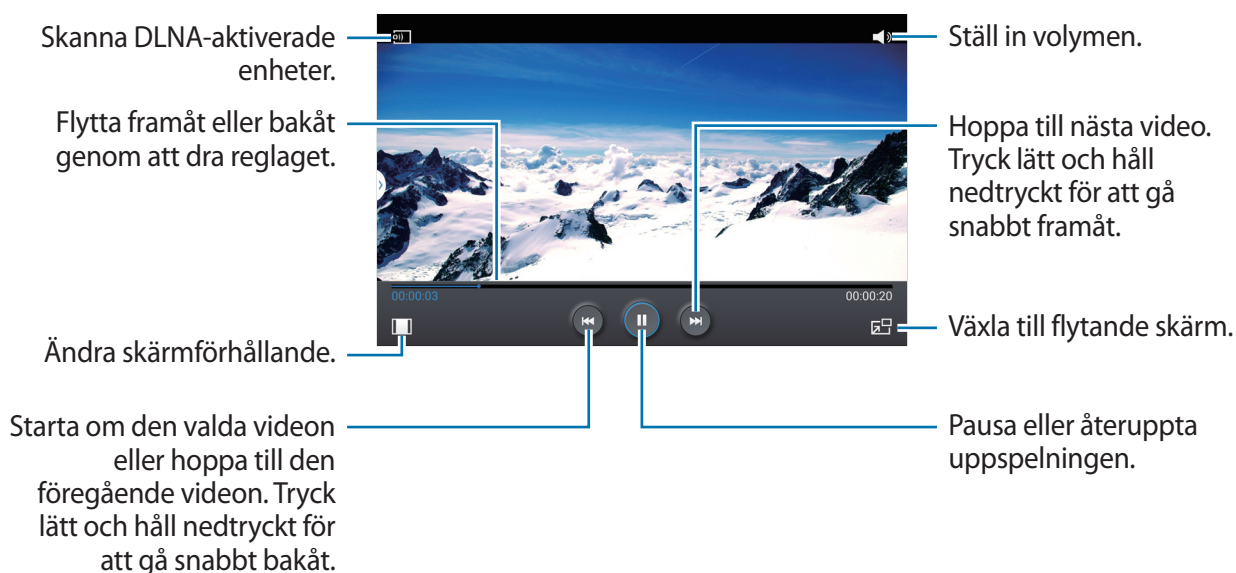 Skanna DLNA-aktiverade
enheter.
Flytta framåt eller bakåt
genom att dra reglaget.
Ändra skärmförhållande.
Starta om den valda videon
eller hoppa till den
föregående videon. Tryck
lätt och håll nedtryckt för
att gå snabbt bakåt.
00:00:03
00:00:20
Ställ in volymen.
Hoppa till nästa video.
Tryck lätt och håll
nedtryckt för att gå
snabbt framåt.
Växla till flytande skärm.
Pausa eller återuppta
uppspelningen.